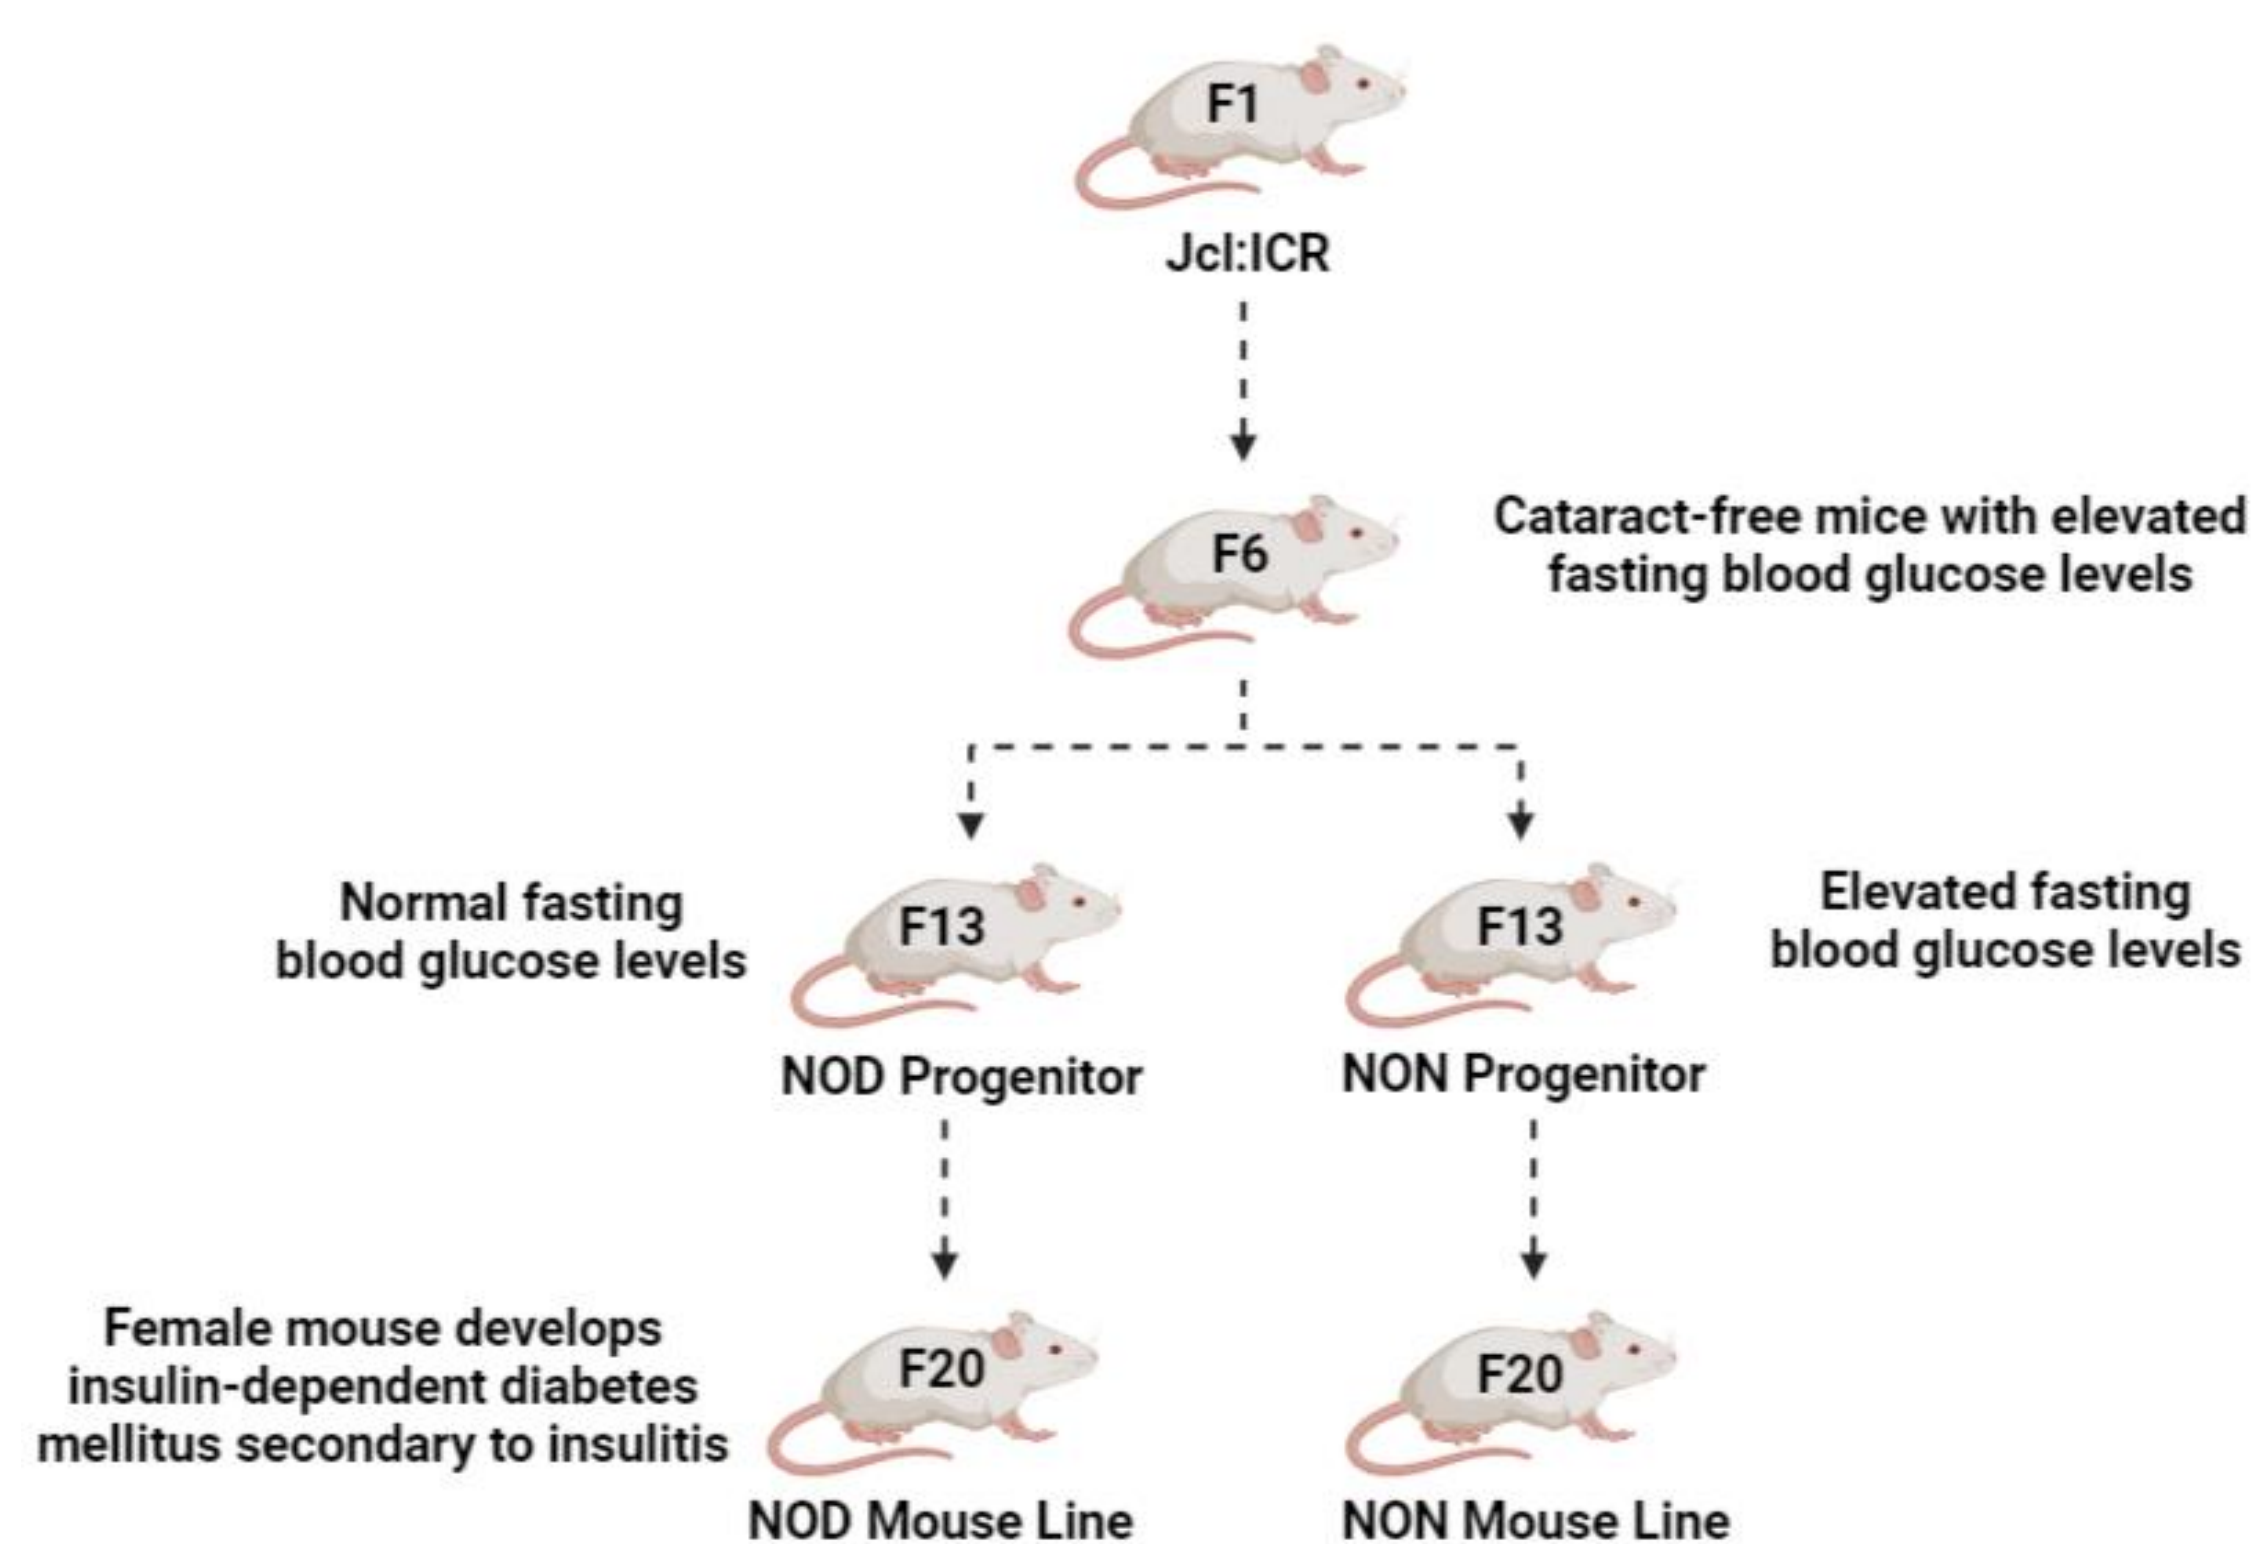 F1
Jcl:ICR
F6
Cataract-free mice with elevated
fasting blood glucose levels
Normal fasting
blood glucose levels
F13
NOD Progenitor
F13
NON Progenitor
Elevated fasting
blood glucose levels
Female mouse develops
insulin-dependent diabetes
mellitus secondary to insulitis
F20
NOD Mouse Line
F20
NON Mouse Line